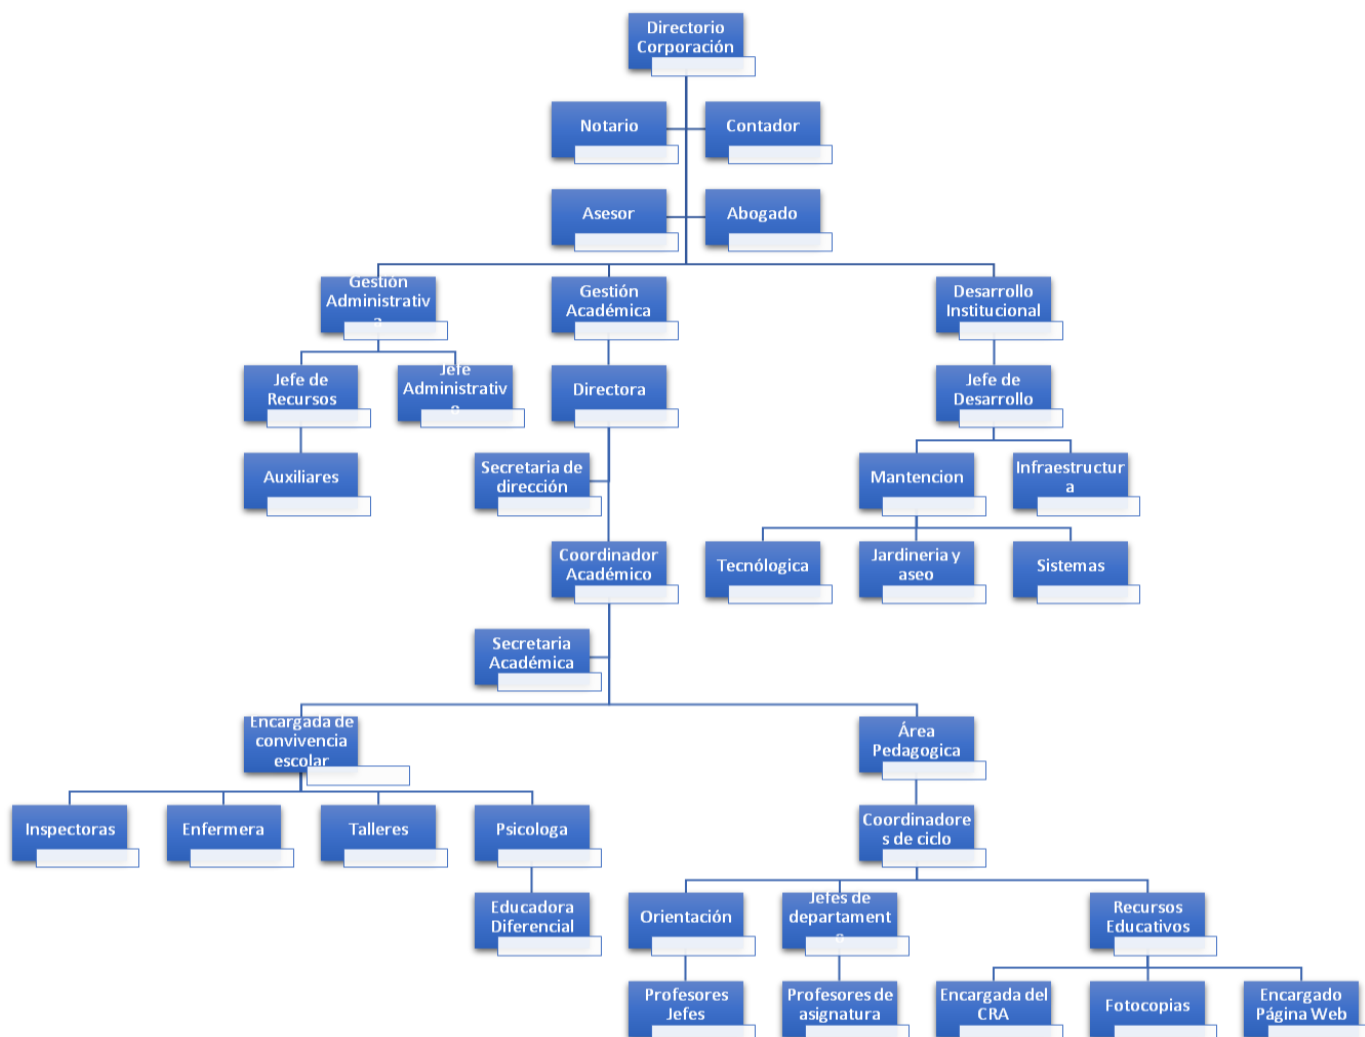 Directorio
Corporación
Notario
Contador
Asesor
Abogado
Gestión
Administrativ
a
Gestión
Académica
Desarrollo
Institucional
Jefe de
Recursos
Jefe
Administrativ
o
Directora
Jefe de
Desarrollo
Auxiliares
Secretaria de
dirección
Mantencion
Infraestructur
a
Coordinador
Académico
Tecnólogica
Jardineria y
aseo
Sistemas
Secretaria
Académica
Encargada de
convivencia
escolar
Área
Pedagogica
Inspectoras
Enfermera
Talleres
Psicologa
Coordinadore
s de ciclo
Educadora
Diferencial
Orientación
Jefes de
departament
o
Recursos
Educativos
Profesores
Jefes
Profesores de
asignatura
Encargada del
CRA
Fotocopias
Encargado
Página Web